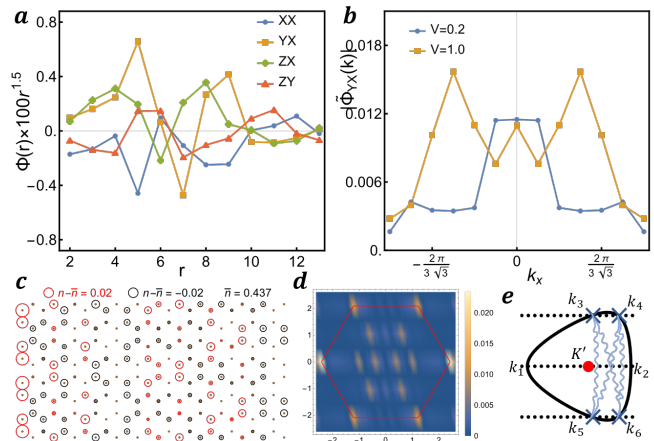 a
XX
YX
ZX
ZY
0.8
0.4
0.
-0.4
-0.8
Φ(r)×100r^1.5
2 4 6 8 10 12
r
b
V=0.2
V=1.0
0.018
0.012
0.006
0.
|Φ̃_YX(k)|
-2π/(3√3) 0 2π/(3√3)
k_x
c
n-n̄ = 0.02 n-n̄ = -0.02 n̄ = 0.437
d
2
1
0
-1
-2
-2 -1 0 1 2
0.020
0.015
0.010
0.005
0
e
k_3 k_4
K'
k_1 k_2
k_5 k_6